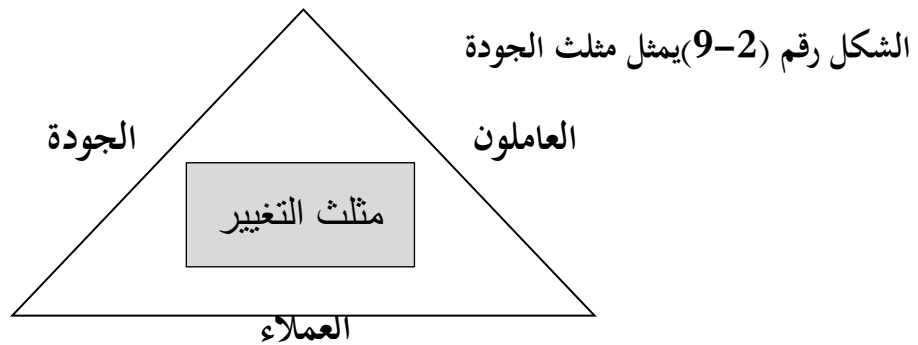 الشكل رقم (2-9)يمثل مثلث الجودة
العاملون
الجودة
مثلث التغيير
العملاء